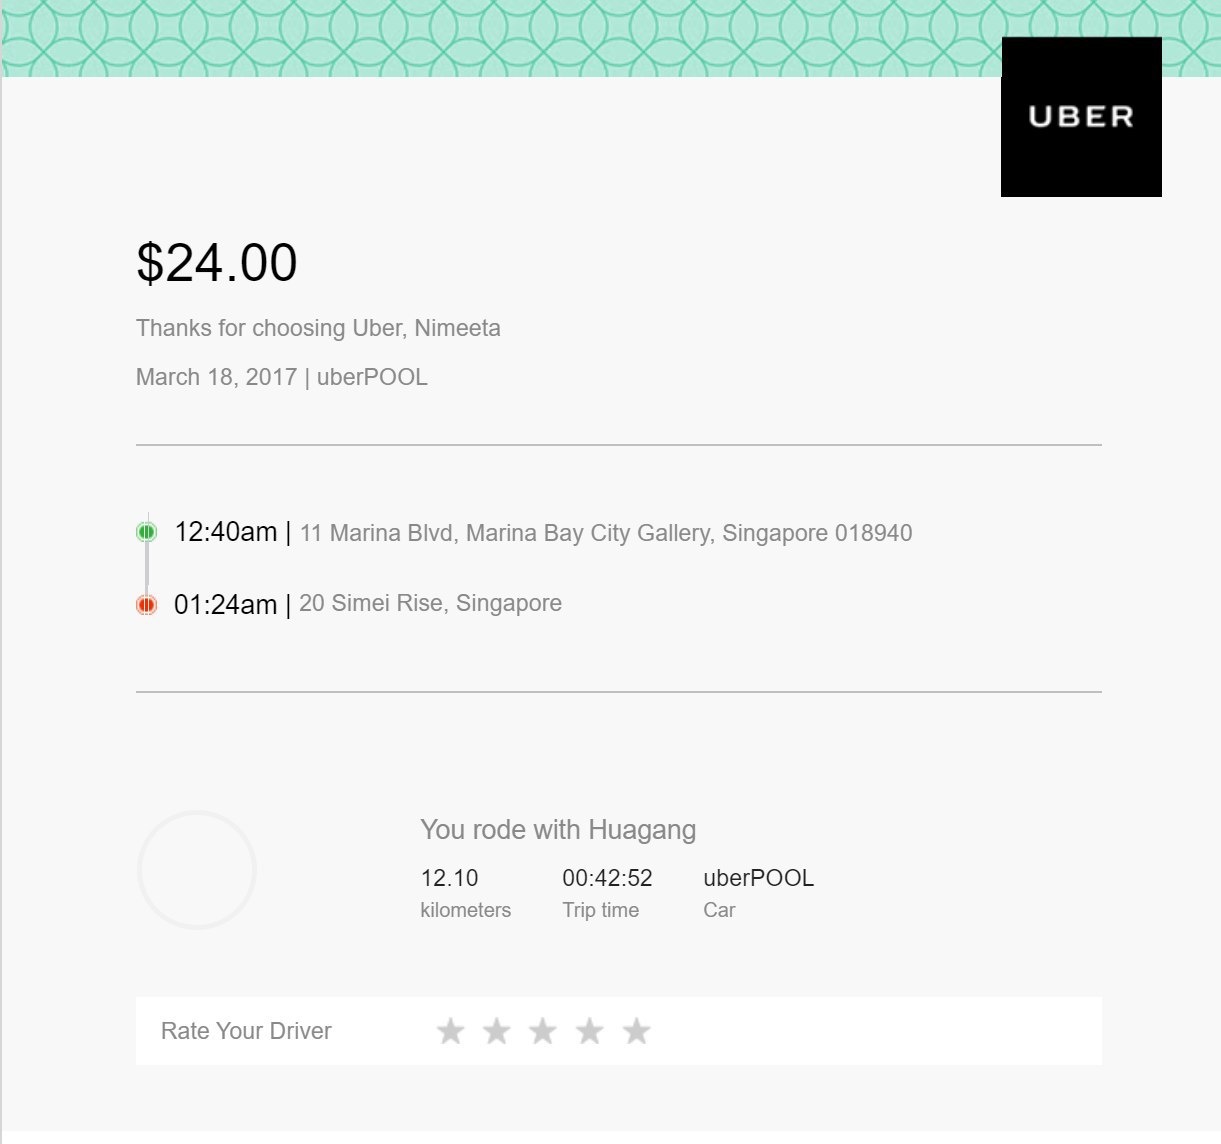 UBER
$24.00
Thanks for choosing Uber, Nimeeta
March 18, 2017 | uberPOOL
12:40am | 11 Marina Blvd, Marina Bay City Gallery, Singapore 018940
01:24am | 20 Simei Rise, Singapore
You rode with Huagang
12.10 00:42:52 uberPOOL
kilometers Trip time Car
Rate Your Driver